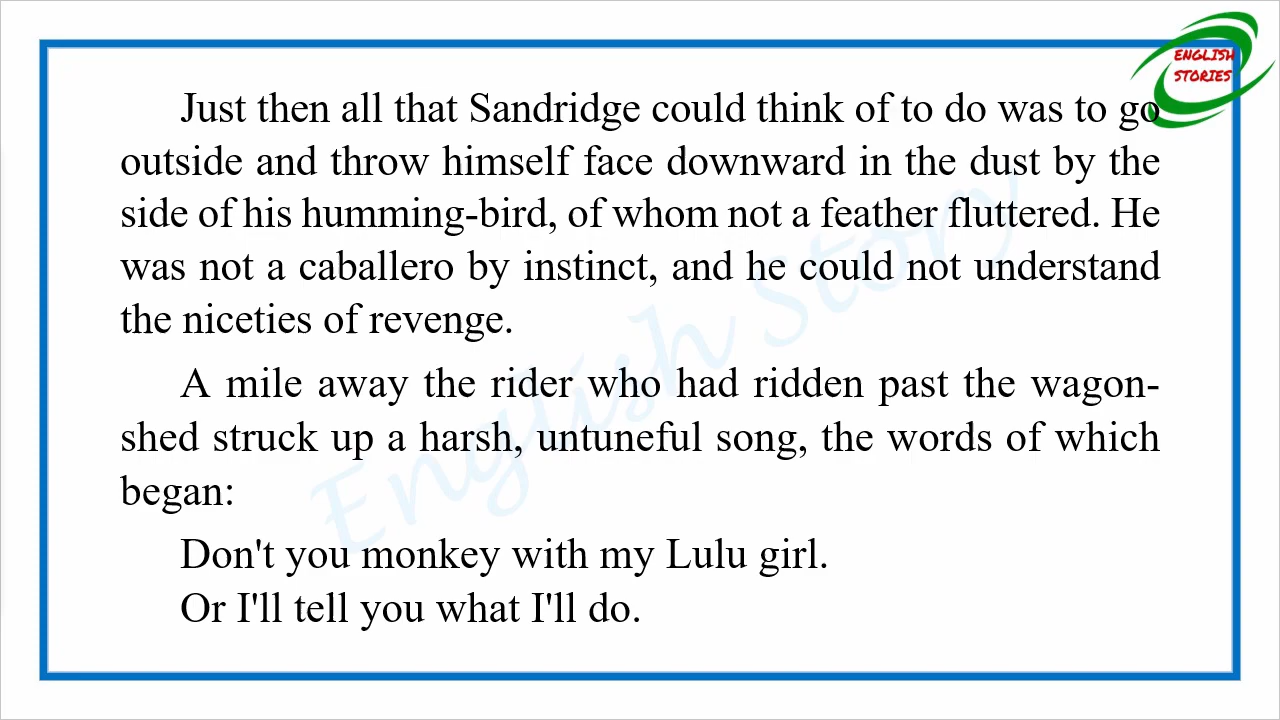 ENGLISH
STORIES
Just then all that Sandridge could think of to do was to go
outside and throw himself face downward in the dust by the
side of his humming-bird, of whom not a feather fluttered. He
was not a caballero by instinct, and he could not understand
the niceties of revenge.
A mile away the rider who had ridden past the wagon-
shed struck up a harsh, untuneful song, the words of which
began:
Don't you monkey with my Lulu girl.
Or I'll tell you what I'll do.
English Story